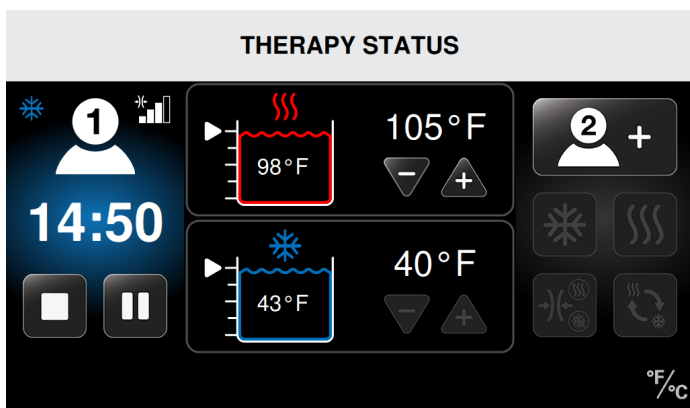 THERAPY STATUS
1
14:50
105°F
98°F
40°F
43°F
2 +
°F/°C